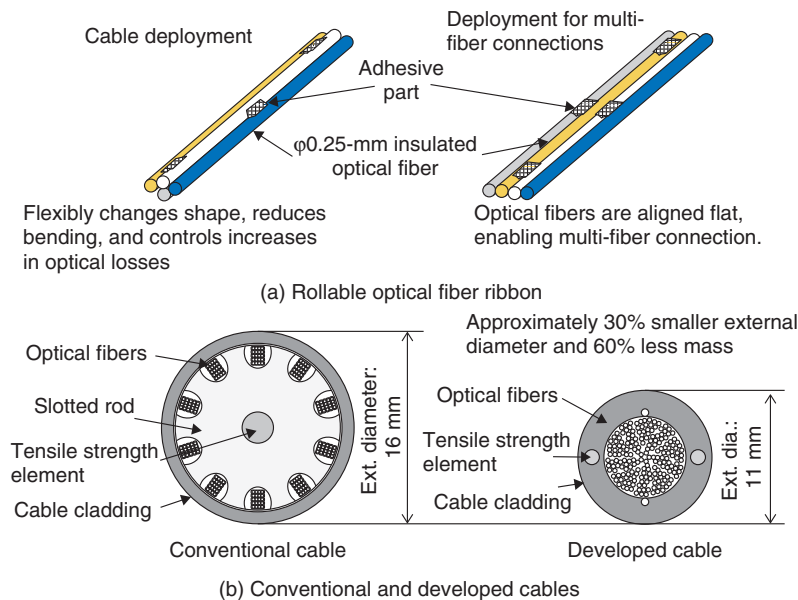 Cable deployment
Deployment for multi-
fiber connections
Adhesive
part
φ0.25-mm insulated
optical fiber
Flexibly changes shape, reduces
bending, and controls increases
in optical losses
Optical fibers are aligned flat,
enabling multi-fiber connection.
(a) Rollable optical fiber ribbon
Approximately 30% smaller external
diameter and 60% less mass
Optical fibers
Slotted rod
Tensile strength
element
Cable cladding
Ext. diameter:
16 mm
Conventional cable
Optical fibers
Tensile strength
element
Cable cladding
Ext. dia.:
11 mm
Developed cable
(b) Conventional and developed cables